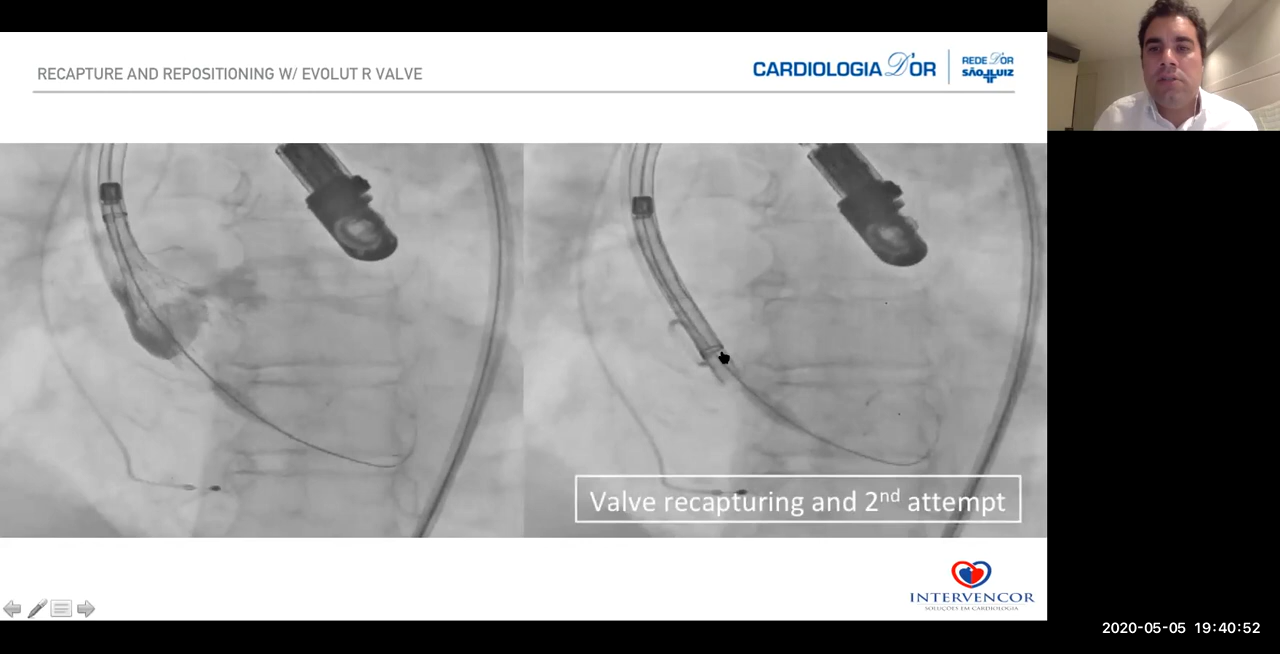 RECAPTURE AND REPOSITIONING W/ EVOLUT R VALVE
CARDIOLOGIA D'OR
REDE D'OR
SÃO LUIZ
Valve recapturing and 2nd attempt
INTERVENCOR
SOLUÇÕES EM CARDIOLOGIA
2020-05-05 19:40:52